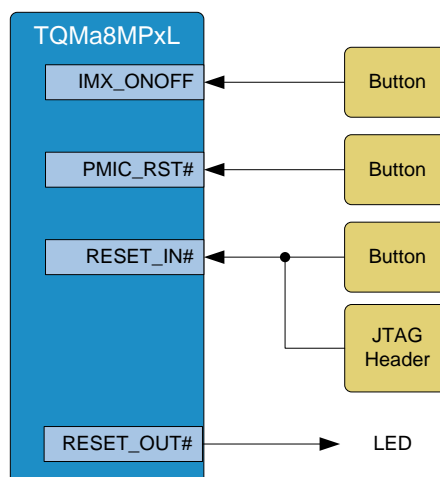 TQMa8MPxL
IMX_ONOFF
Button
PMIC_RST#
Button
RESET_IN#
Button
JTAG
Header
RESET_OUT#
LED